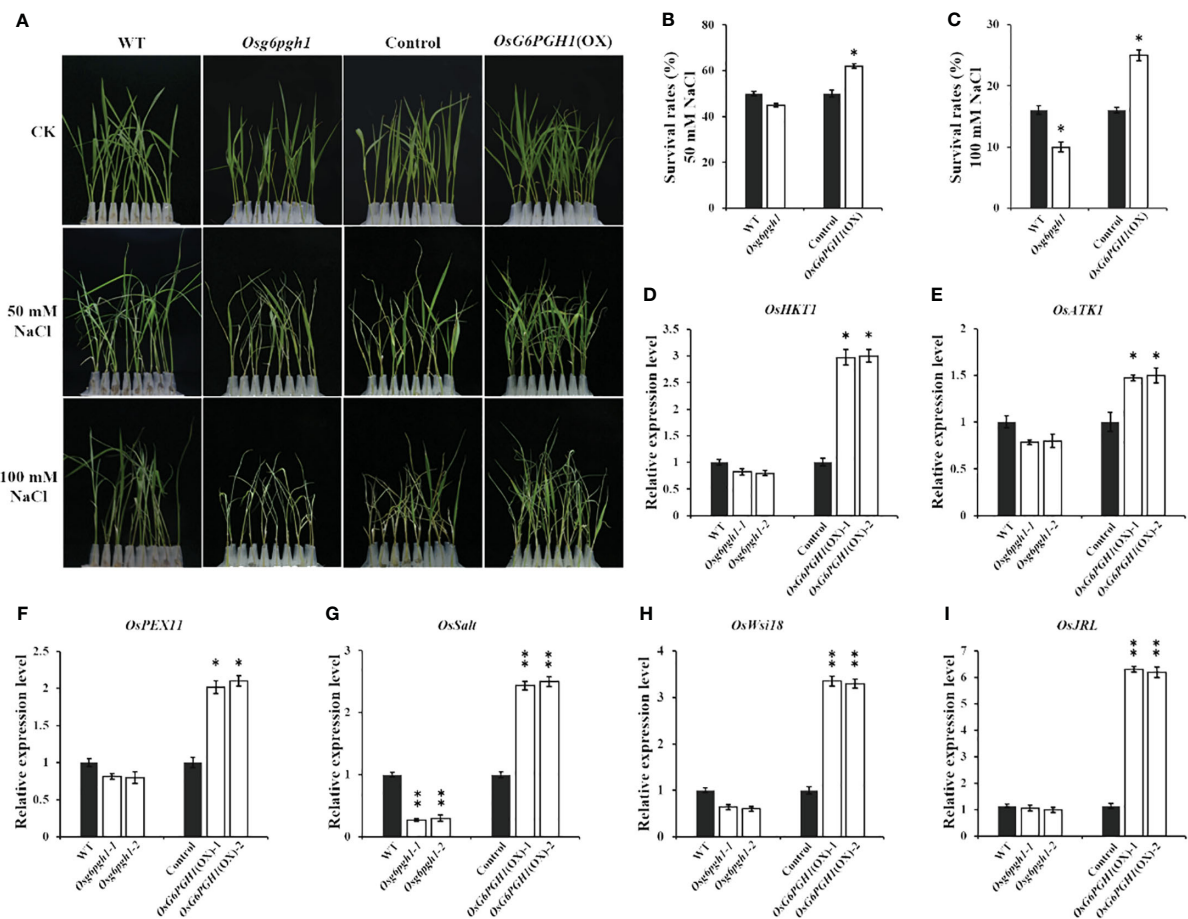 A
WT
Osg6pgh1
Control
OsG6PGH1(OX)
CK
50 mM
NaCl
100 mM
NaCl
B
Survival rates (%)
50 mM NaCl
80
60
40
20
0
*
WT
Osg6pgh1
Control
OsG6PGH1(OX)
C
Survival rates (%)
100 mM NaCl
30
20
10
0
*
*
WT
Osg6pgh1
Control
OsG6PGH1(OX)
D
OsHKT1
Relative expression level
3.5
3
2.5
2
1.5
1
0.5
0
* *
WT
Osg6pgh1-1
Osg6pgh1-2
Control
OsG6PGH1(OX)-1
OsG6PGH1(OX)-2
E
OsATK1
Relative expression level
2
1.5
1
0.5
0
* *
WT
Osg6pgh1-1
Osg6pgh1-2
Control
OsG6PGH1(OX)-1
OsG6PGH1(OX)-2
F
OsPEX11
Relative expression level
2.5
2
1.5
1
0.5
0
* *
WT
Osg6pgh1-1
Osg6pgh1-2
Control
OsG6PGH1(OX)-1
OsG6PGH1(OX)-2
G
OsSalt
Relative expression level
3
2
1
0
** **
** **
WT
Osg6pgh1-1
Osg6pgh1-2
Control
OsG6PGH1(OX)-1
OsG6PGH1(OX)-2
H
OsWsi18
Relative expression level
4
3
2
1
0
** **
WT
Osg6pgh1-1
Osg6pgh1-2
Control
OsG6PGH1(OX)-1
OsG6PGH1(OX)-2
I
OsJRL
Relative expression level
7
6
5
4
3
2
1
0
** **
WT
Osg6pgh1-1
Osg6pgh1-2
Control
OsG6PGH1(OX)-1
OsG6PGH1(OX)-2